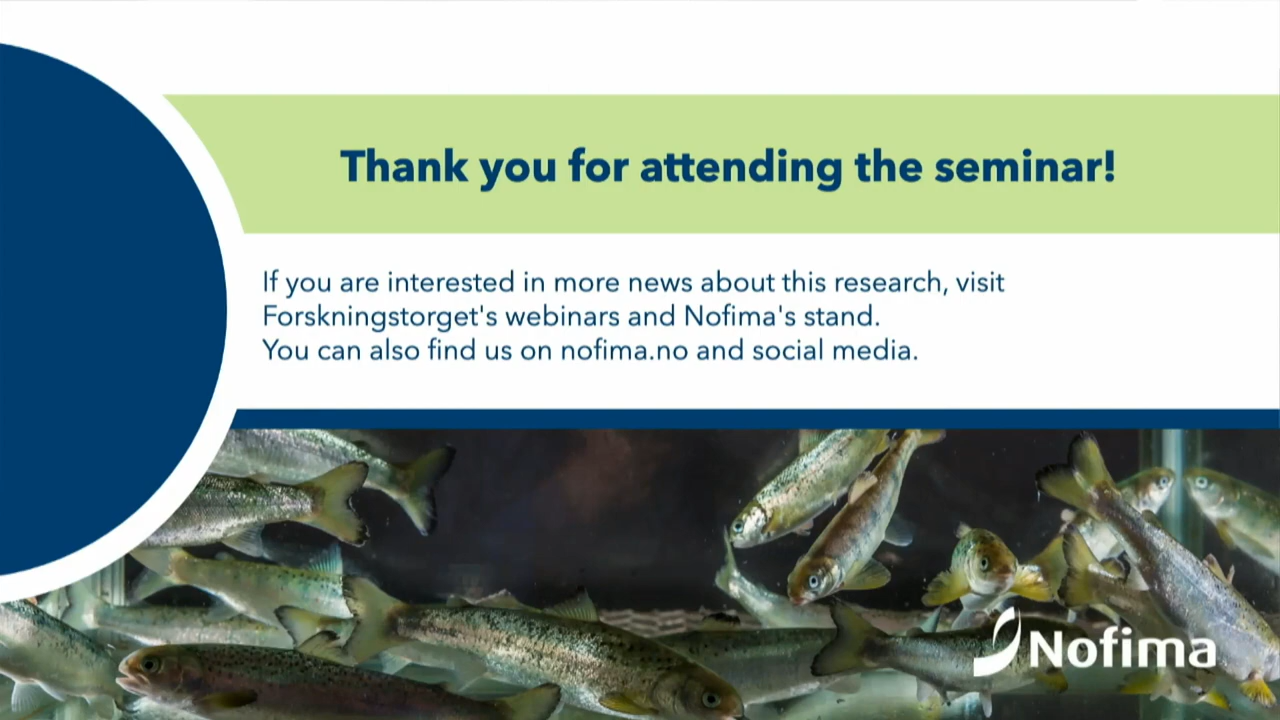 Thank you for attending the seminar!
If you are interested in more news about this research, visit
Forskningstorget's webinars and Nofima's stand.
You can also find us on nofima.no and social media.
Nofima